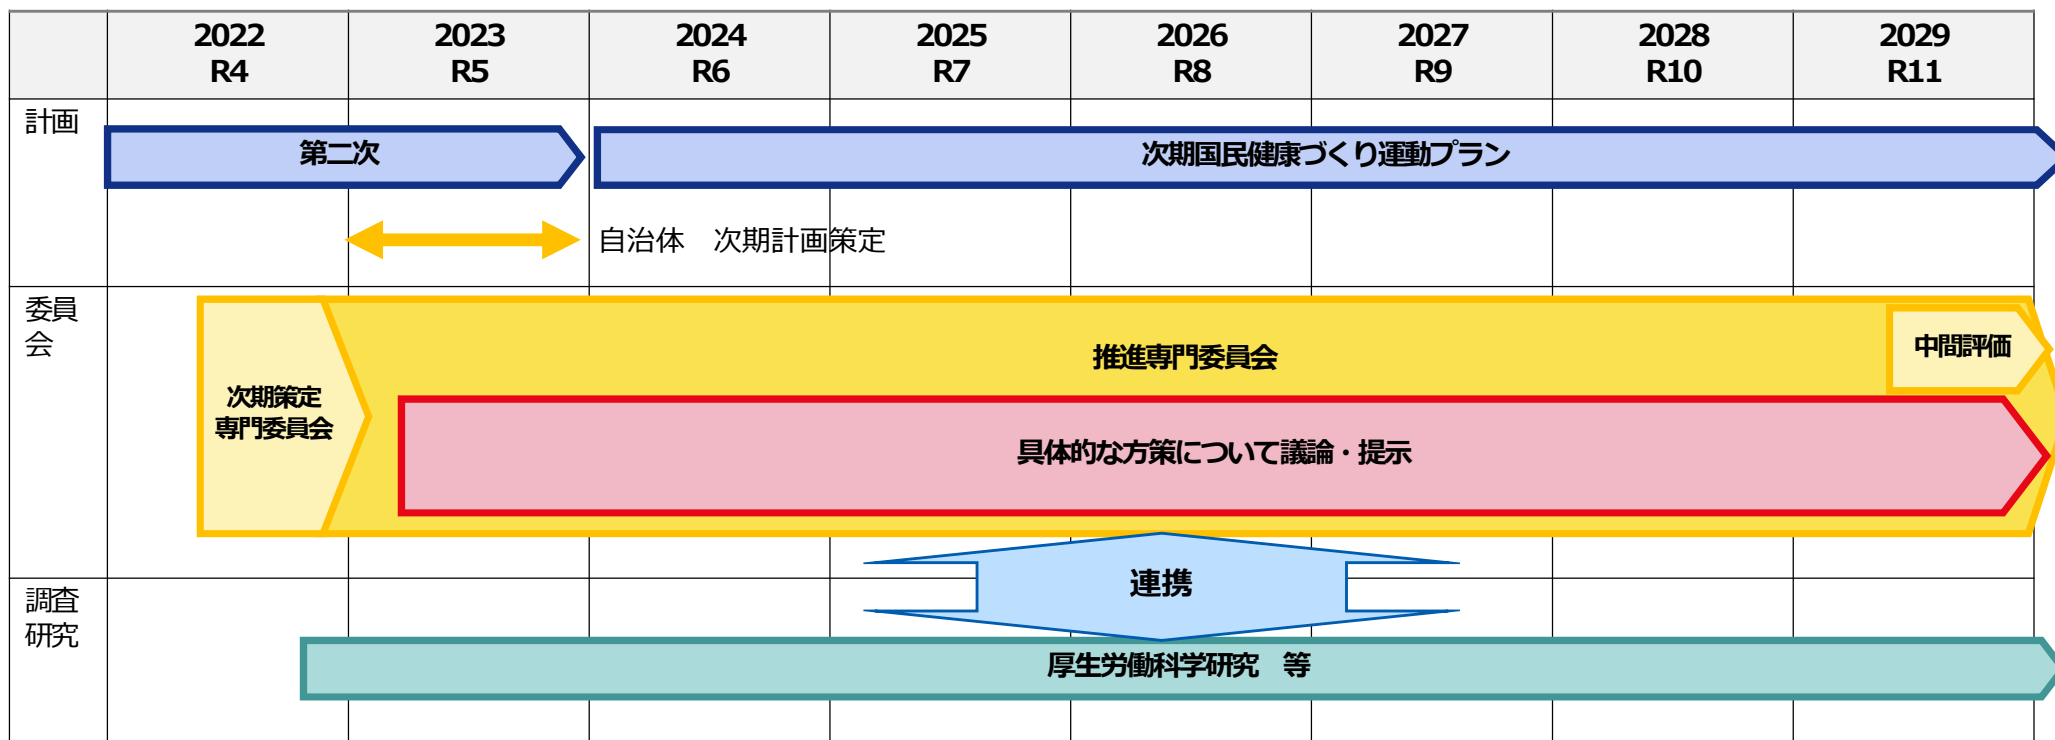 2022 2023 2024 2025 2026 2027 2028 2029
R4 R5 R6 R7 R8 R9 R10 R11
計画
第二次
次期国民健康づくり運動プラン
自治体　次期計画策定
委員
会
次期策定
専門委員会
推進専門委員会
中間評価
具体的な方策について議論・提示
連携
調査
研究
厚生労働科学研究　等